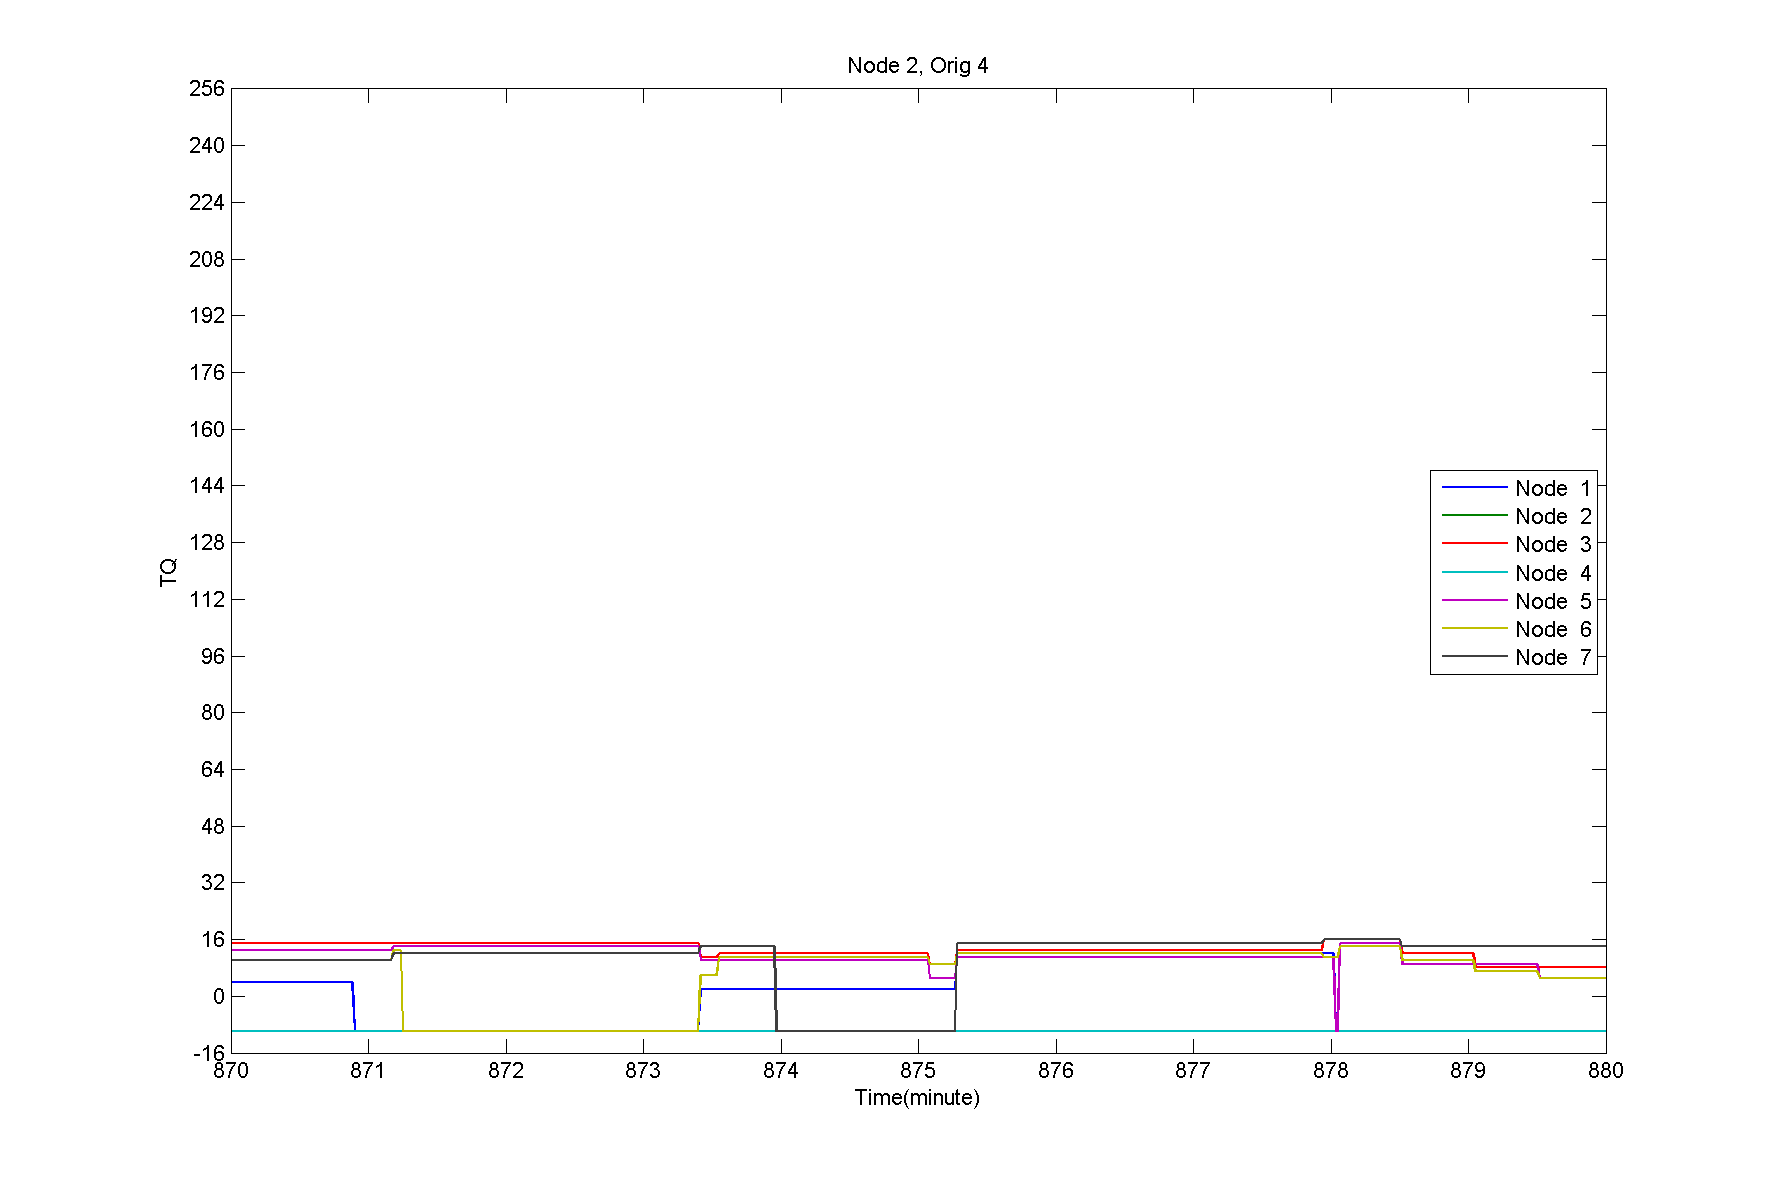 Node 2, Orig 4
256
240
224
208
192
176
160
144
128
112
96
80
64
48
32
16
0
-16
TQ
Node 1
Node 2
Node 3
Node 4
Node 5
Node 6
Node 7
870 871 872 873 874 875 876 877 878 879 880
Time(minute)